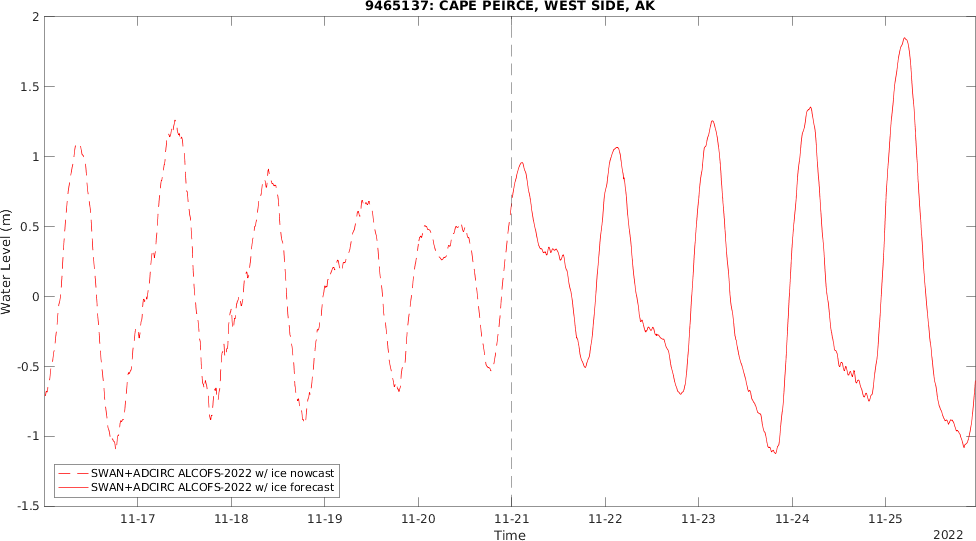 9465137: CAPE PEIRCE, WEST SIDE, AK
2
1.5
1
0.5
0
-0.5
-1
-1.5
Water Level (m)
SWAN+ADCIRC ALCOFS-2022 w/ ice nowcast
SWAN+ADCIRC ALCOFS-2022 w/ ice forecast
11-17 11-18 11-19 11-20 11-21 11-22 11-23 11-24 11-25
Time
2022